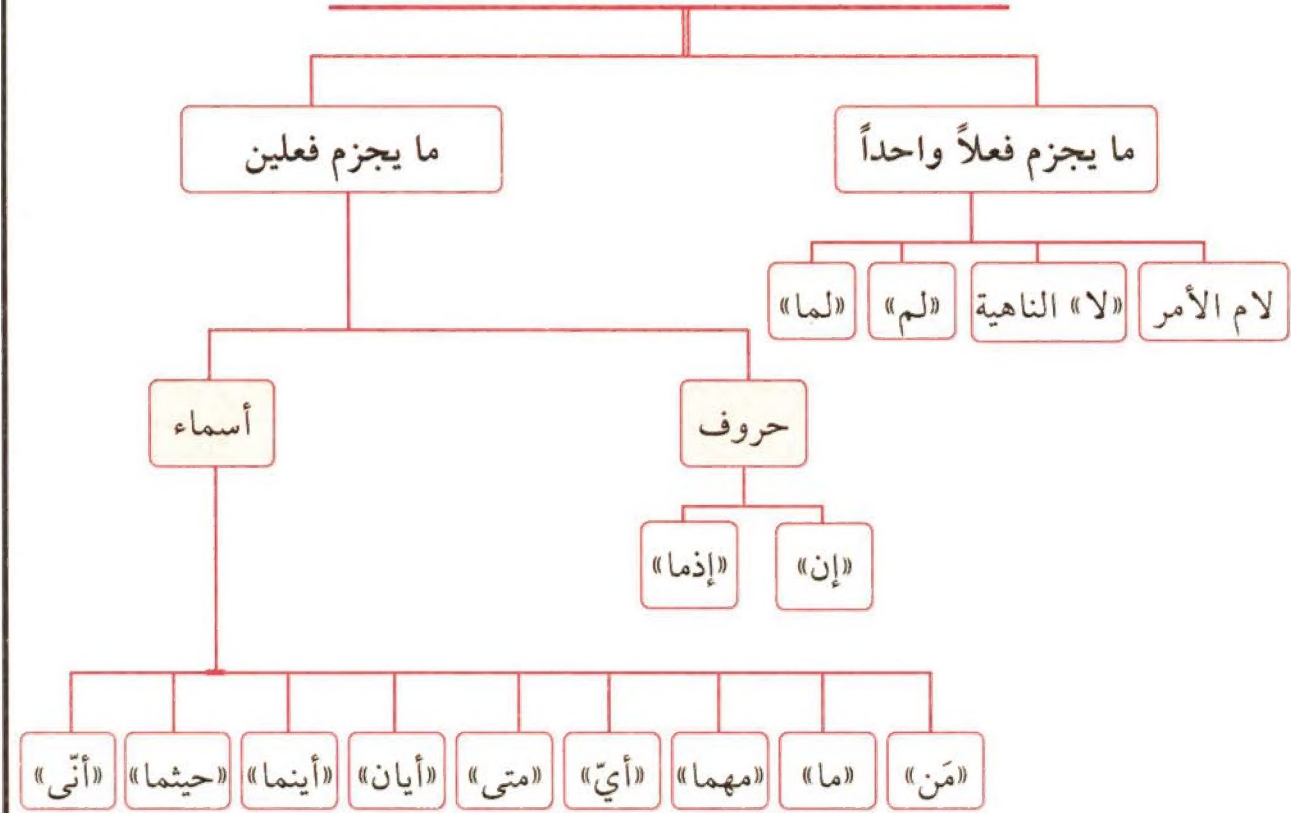 ما يجزم فعلاً واحداً
ما يجزم فعلين
لام الأمر
«لا» الناهية
«لم»
«لما»
حروف
أسماء
«إن»
«إذما»
«مَن»
«ما»
«مهما»
«أيّ»
«متى»
«أيان»
«أينما»
«حيثما»
«أنّى»